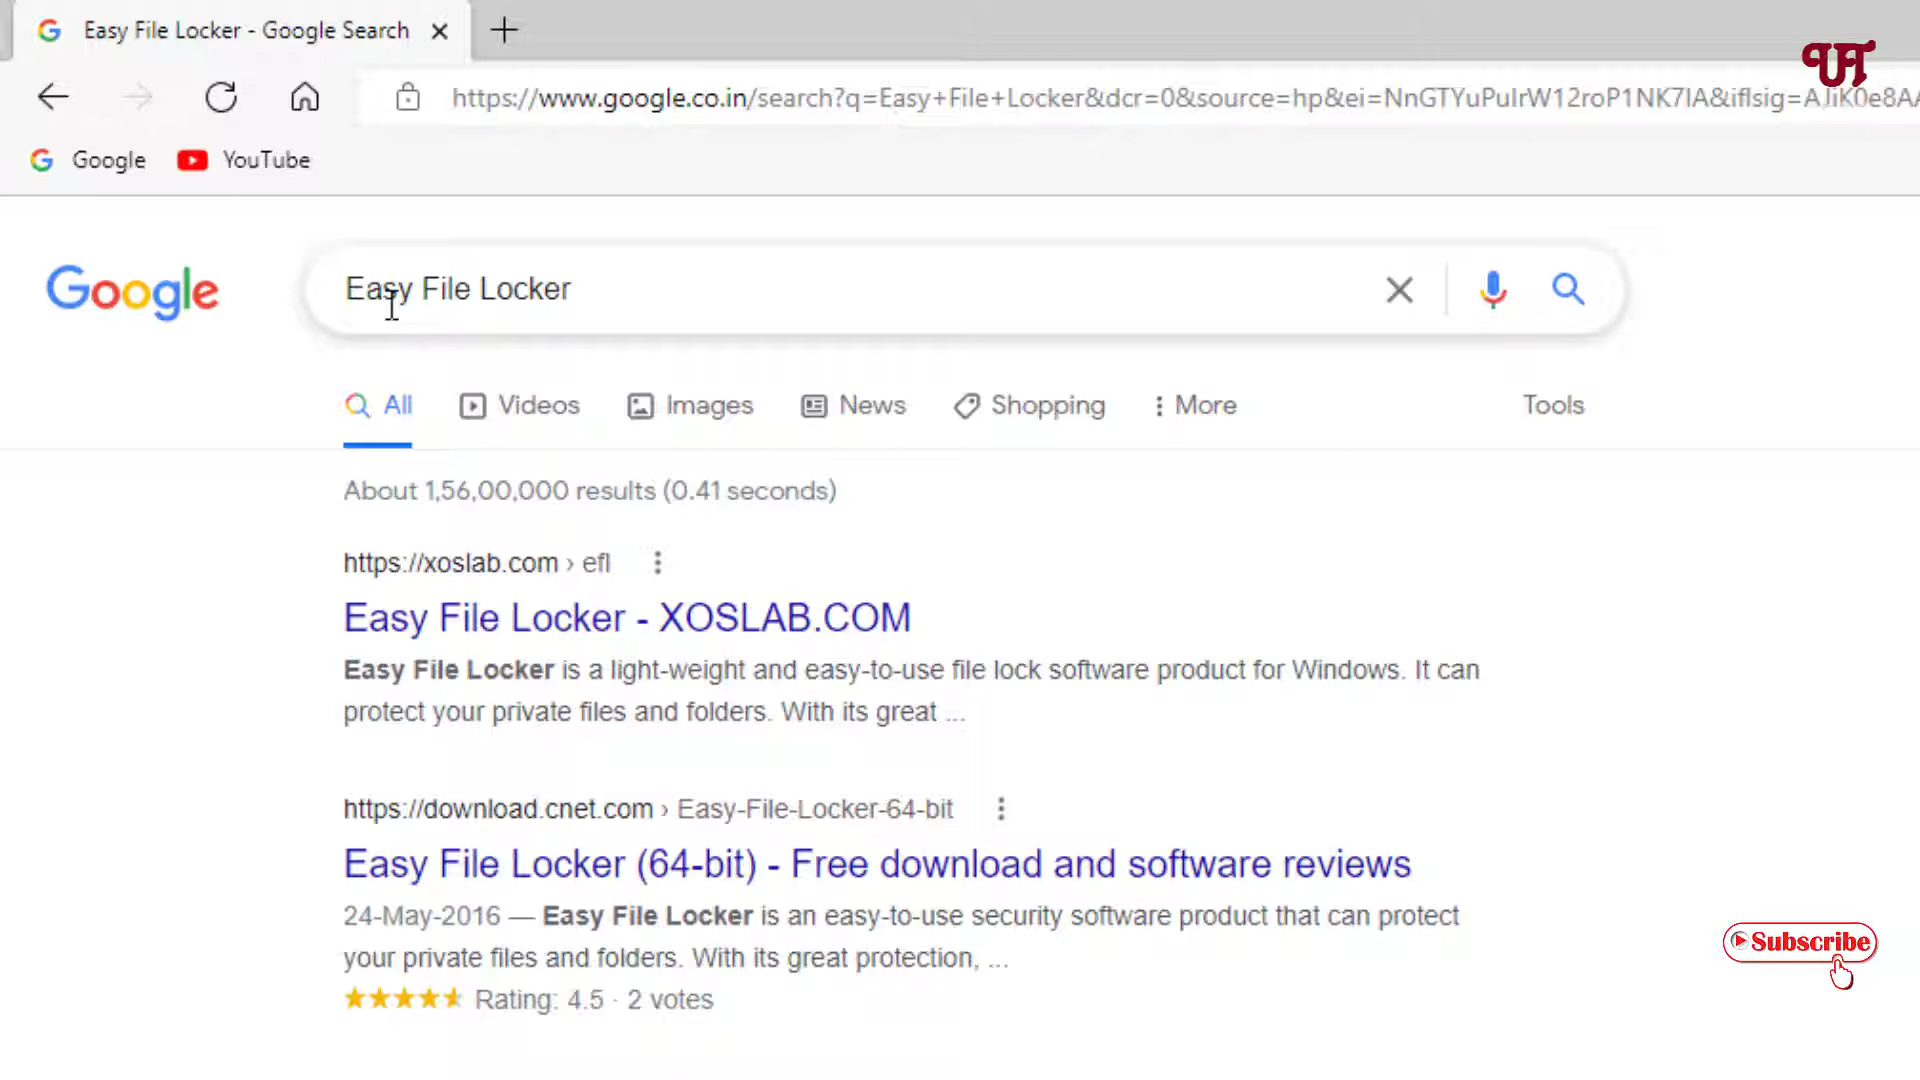 Easy File Locker - Google Search
https://www.google.co.in/search?q=Easy+File+Locker&dcr=0&source=hp&ei=NnGTYuPuIrW12roP1NK7IA&iflsig=AJiK0e8AA
Google YouTube
Google Easy File Locker
All Videos Images News Shopping More Tools
About 1,56,00,000 results (0.41 seconds)
https://xoslab.com › efl
Easy File Locker - XOSLAB.COM
Easy File Locker is a light-weight and easy-to-use file lock software product for Windows. It can
protect your private files and folders. With its great ...
https://download.cnet.com › Easy-File-Locker-64-bit
Easy File Locker (64-bit) - Free download and software reviews
24-May-2016 — Easy File Locker is an easy-to-use security software product that can protect
your private files and folders. With its great protection, ...
Rating: 4.5 · 2 votes
Subscribe